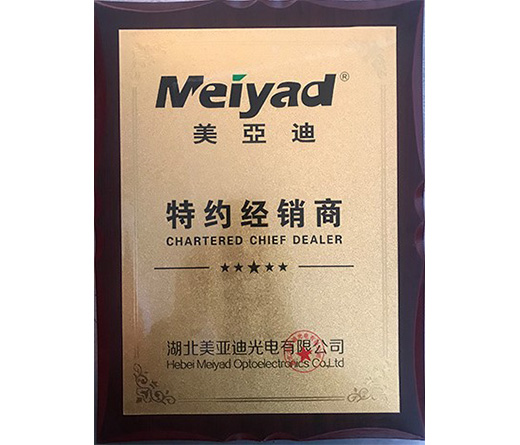 Meiyad®
美亞迪
特约经销商
CHARTERED CHIEF DEALER
★★★★★
湖北美亚迪光电有限公司
Hebei Meiyad Optoelectronics Co.,Ltd